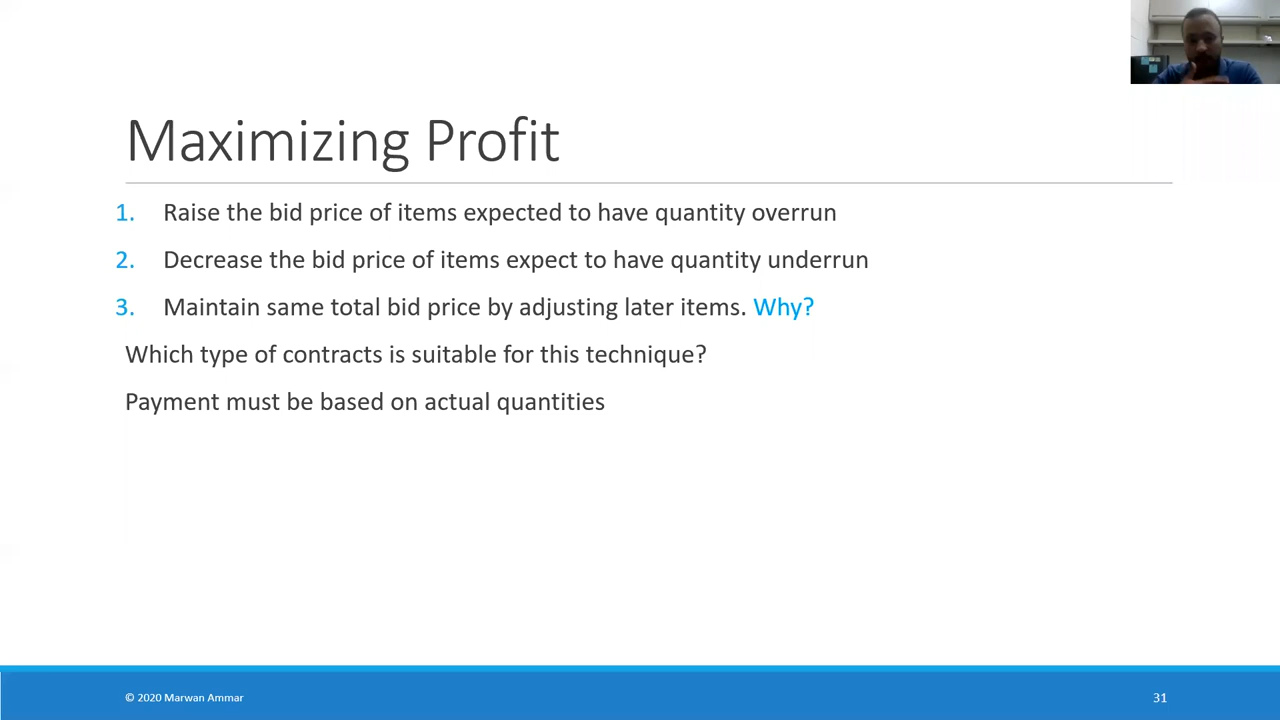 Maximizing Profit
1. Raise the bid price of items expected to have quantity overrun
2. Decrease the bid price of items expect to have quantity underrun
3. Maintain same total bid price by adjusting later items. Why?
Which type of contracts is suitable for this technique?
Payment must be based on actual quantities
© 2020 Marwan Ammar
31